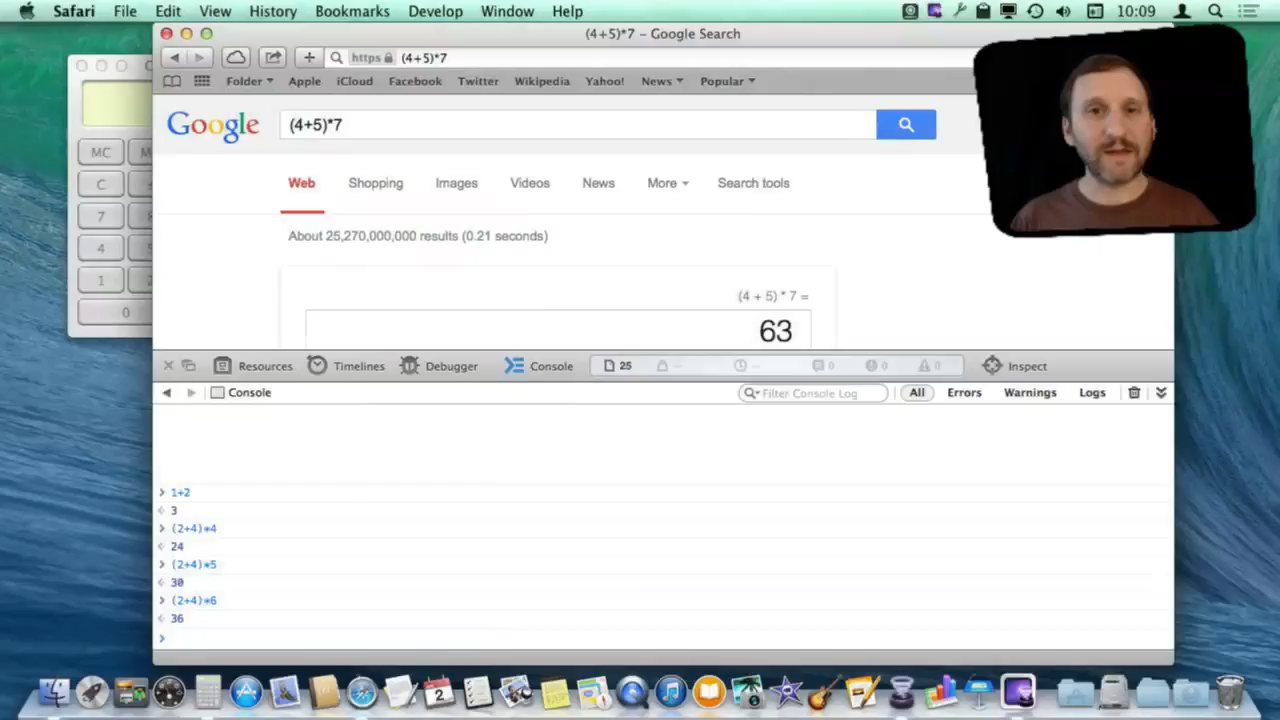 Safari File Edit View History Bookmarks Develop Window Help 10:09
(4+5)*7 – Google Search
https (4+5)*7
Folder Apple iCloud Facebook Twitter Wikipedia Yahoo! News Popular
Google (4+5)*7
Web Shopping Images Videos News More Search tools
About 25,270,000,000 results (0.21 seconds)
(4 + 5) * 7 =
63
MC
C
7
4
1
0
Resources Timelines Debugger Console 25 Inspect
0 0 0
Console Filter Console Log All Errors Warnings Logs
> 1+2
3
> (2+4)*4
24
> (2+4)*5
30
> (2+4)*6
36
>
2